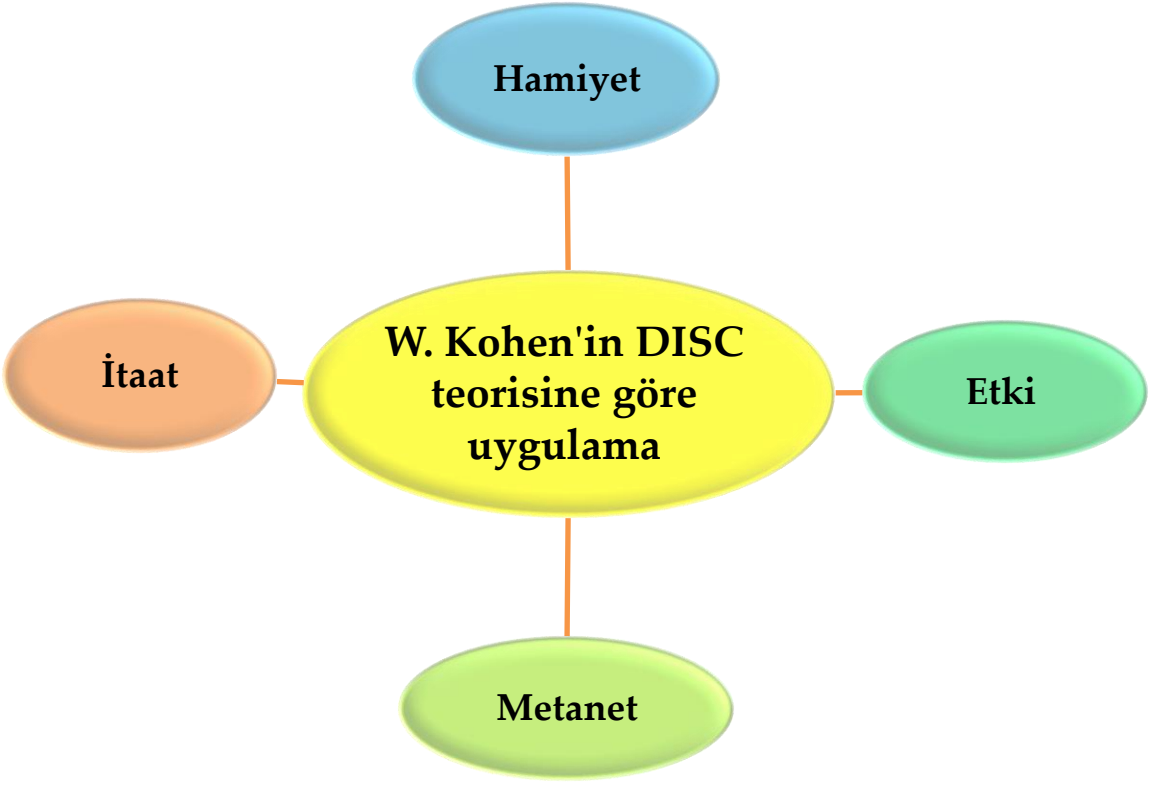 Hamiyet
İtaat
W. Kohen'in DISC
teorisine göre
uygulama
Etki
Metanet